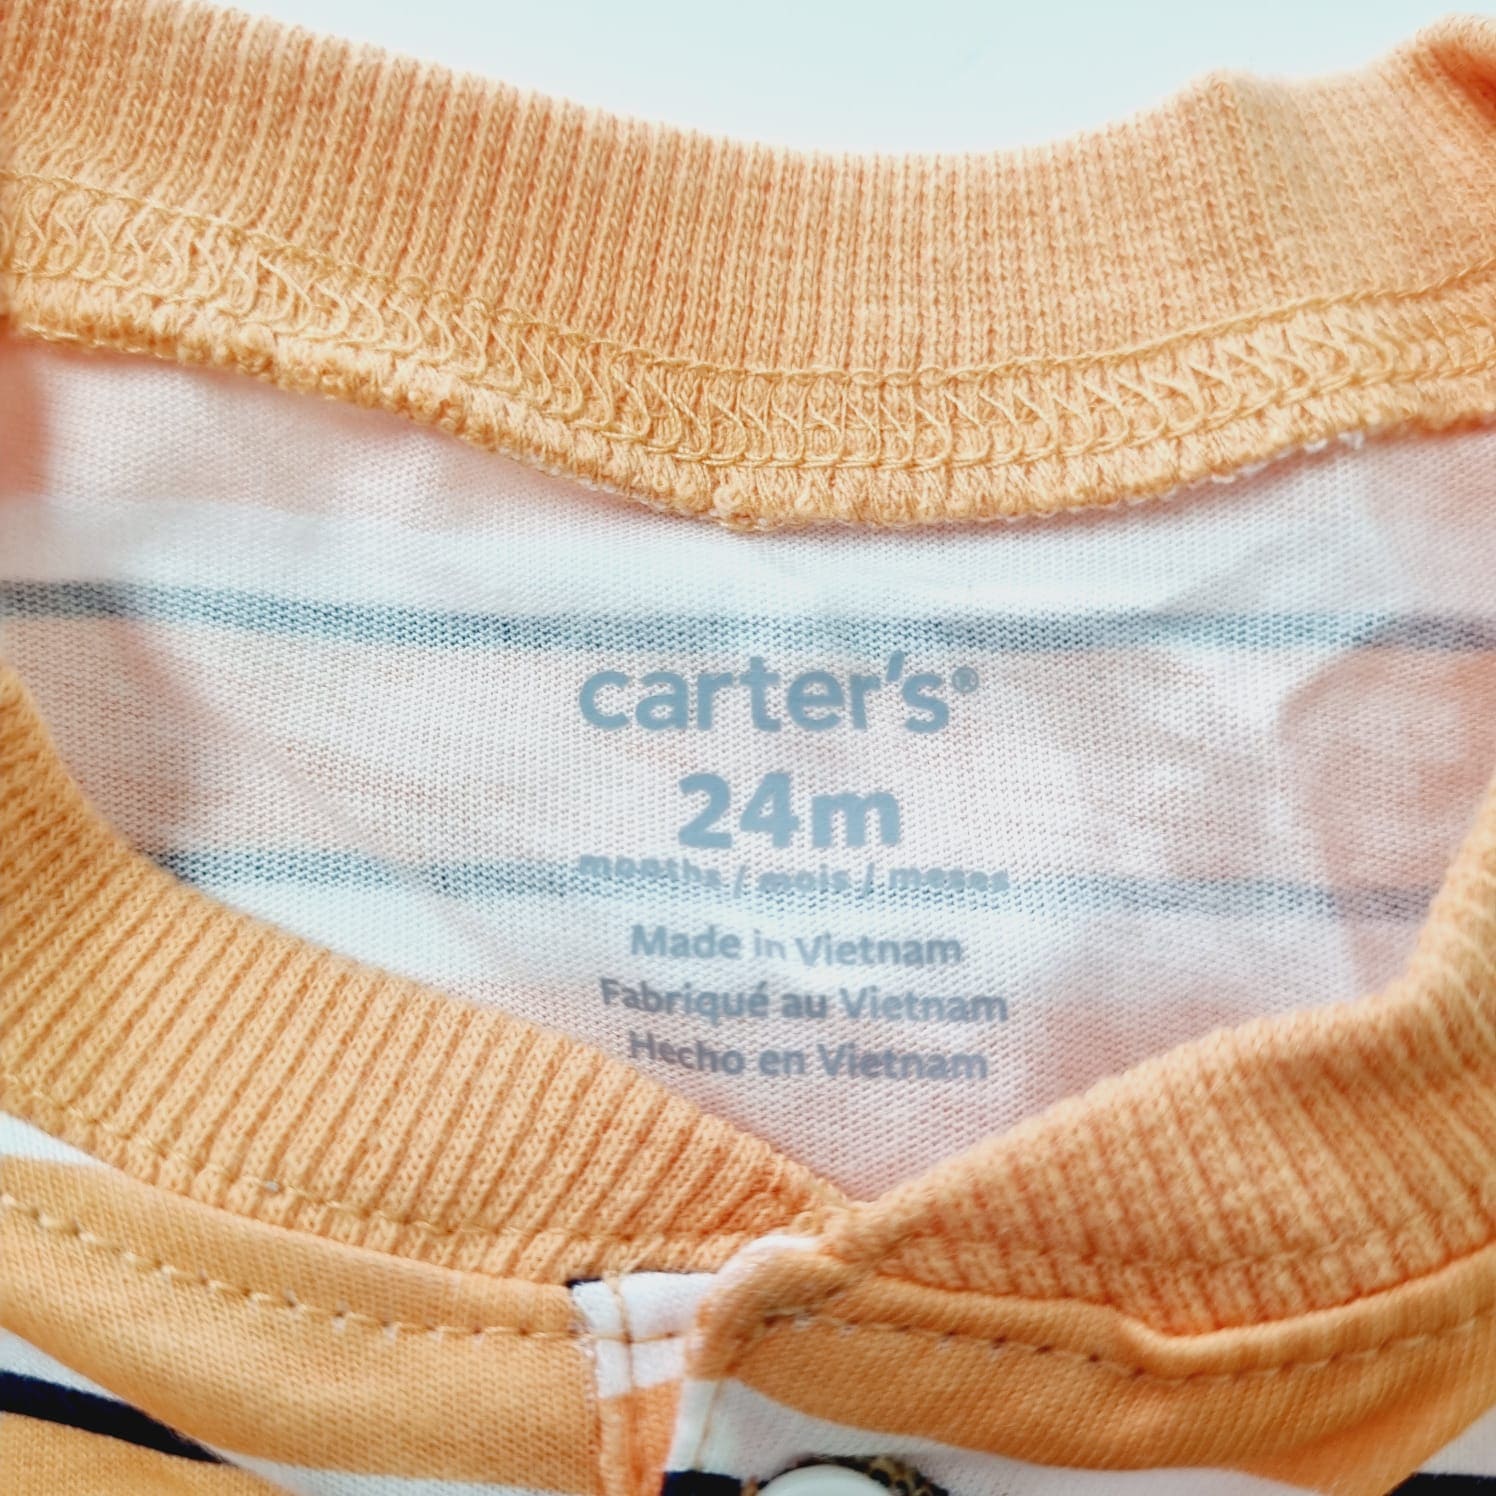 carter's®
24m
months / mois / meses
Made in Vietnam
Fabriqué au Vietnam
Hecho en Vietnam